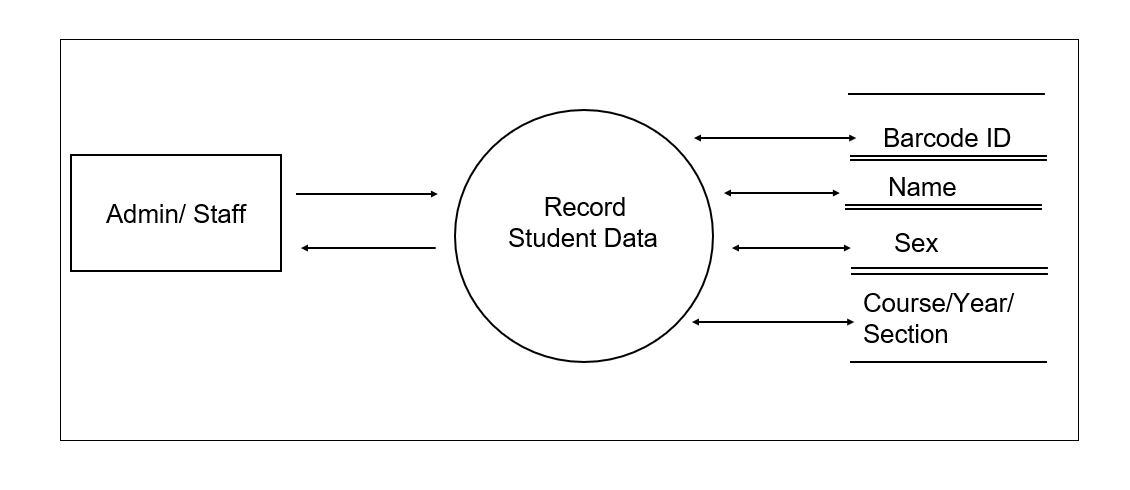 Admin/ Staff
Record
Student Data
Barcode ID
Name
Sex
Course/Year/
Section